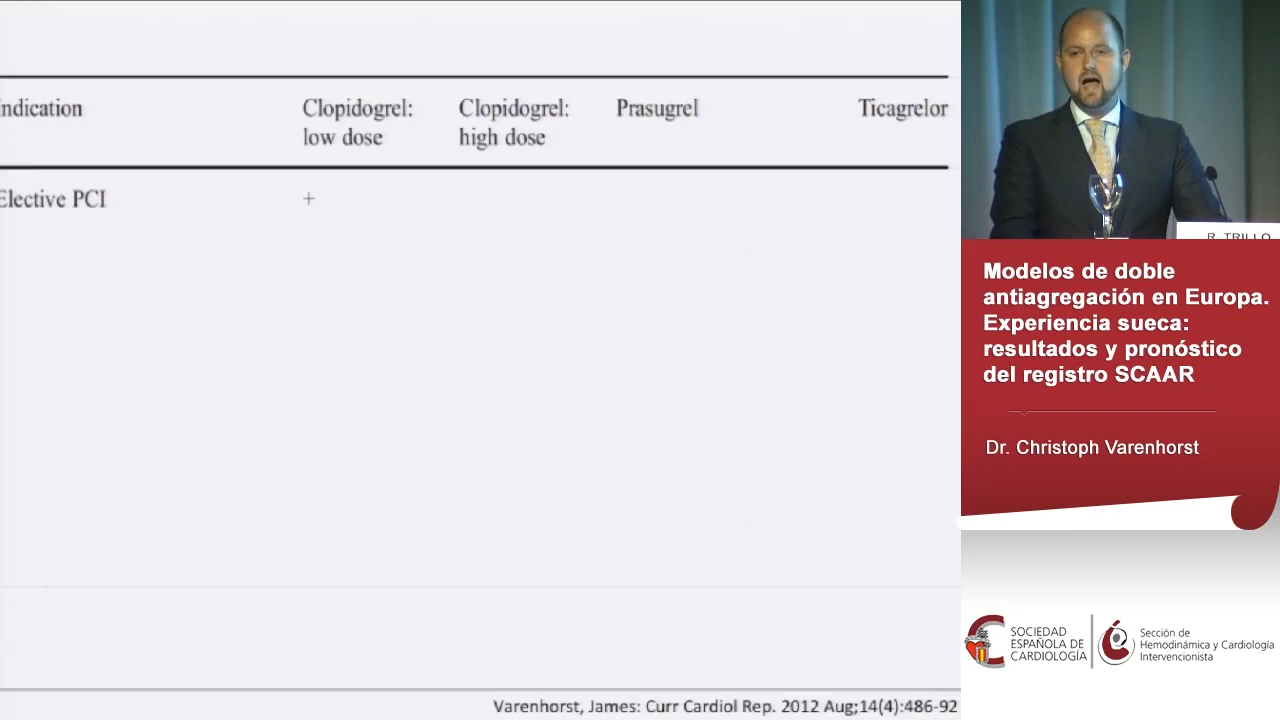 ndication
Clopidogrel: low dose
Clopidogrel: high dose
Prasugrel
Ticagrelor
Elective PCI
+
Varenhorst, James: Curr Cardiol Rep. 2012 Aug;14(4):486-92
R. TRILLO
Modelos de doble
antiagregación en Europa.
Experiencia sueca:
resultados y pronóstico
del registro SCAAR
Dr. Christoph Varenhorst
SOCIEDAD
ESPAÑOLA DE
CARDIOLOGÍA
Sección de
Hemodinámica y Cardiología
Intervencionista